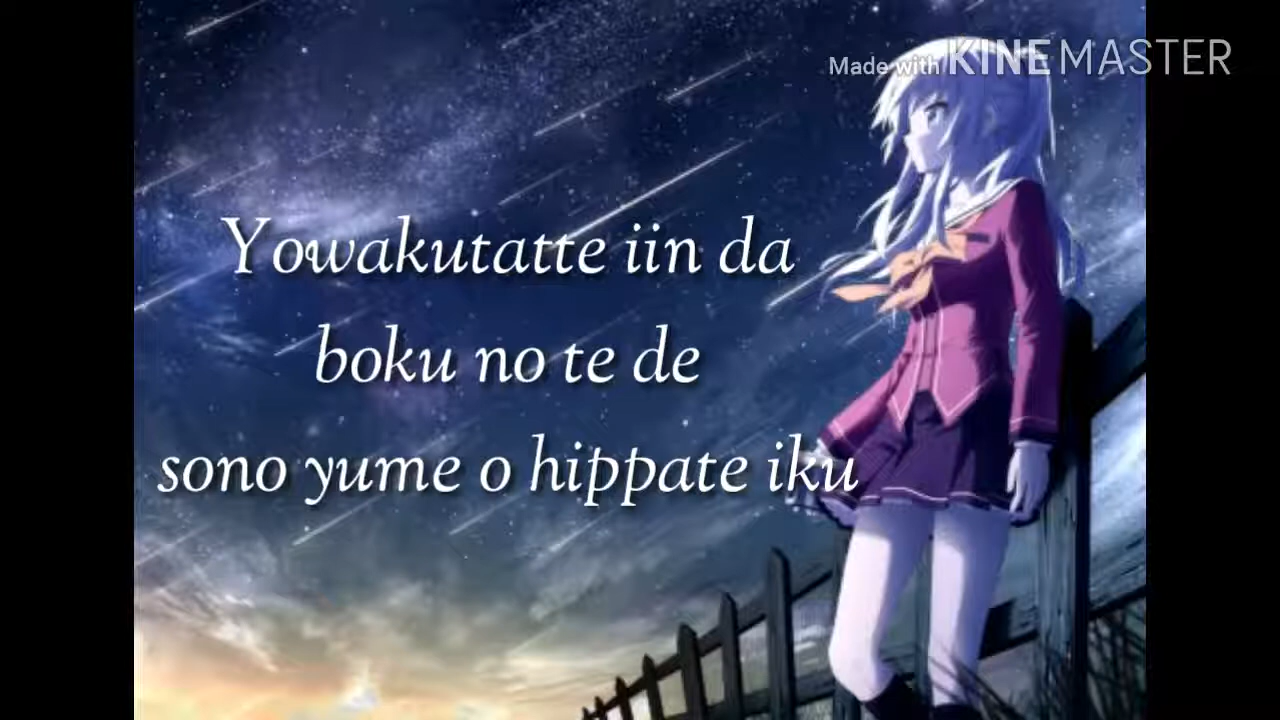 Made with KINEMASTER
Yowakutatte iin da
boku no te de
sono yume o hippate iku